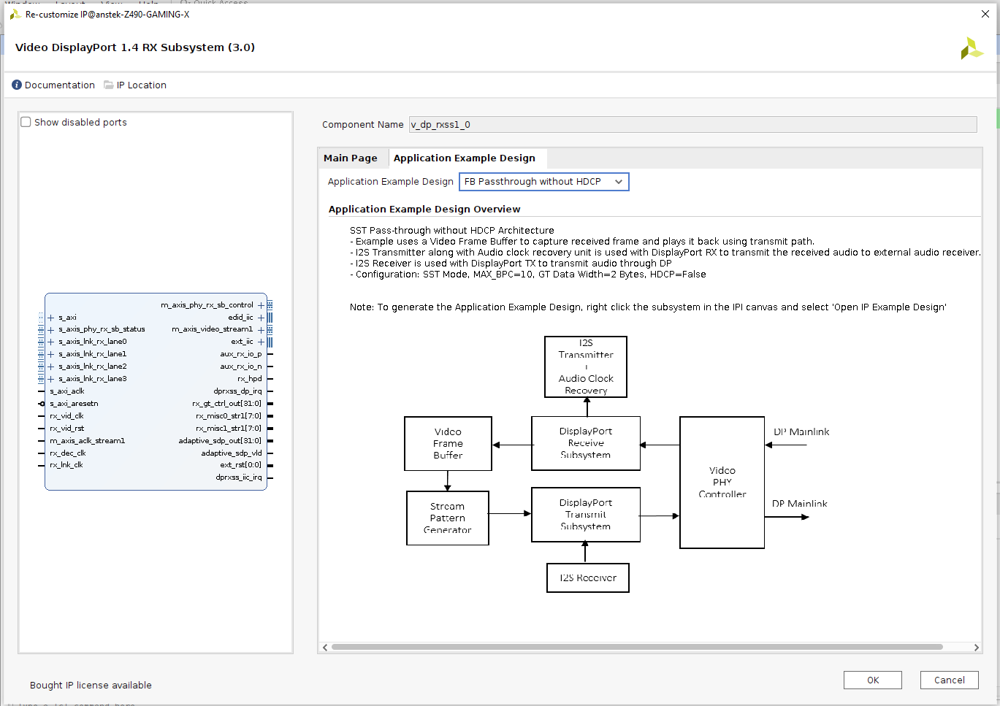 Re-customize IP@anstek-Z490-GAMING-X
Video DisplayPort 1.4 RX Subsystem (3.0)
Documentation
IP Location
Show disabled ports
m_axis_phy_rx_sb_control
s_axi
edid_iic
s_axis_phy_rx_sb_status
m_axis_video_stream1
s_axis_lnk_rx_lane0
ext_iic
s_axis_lnk_rx_lane1
aux_rx_io_p
s_axis_lnk_rx_lane2
aux_rx_io_n
s_axis_lnk_rx_lane3
rx_hpd
s_axi_aclk
dprxss_dp_irq
s_axi_aresetn
rx_gt_ctrl_out[31:0]
rx_vid_clk
rx_misc0_str1[7:0]
rx_vid_rst
rx_misc1_str1[7:0]
m_axis_aclk_stream1
adaptive_sdp_out[31:0]
rx_dec_clk
adaptive_sdp_vld
rx_lnk_clk
ext_rst[0:0]
dprxss_iic_irq
Component Name
v_dp_rxss1_0
Main Page
Application Example Design
Application Example Design
FB Passthrough without HDCP
Application Example Design Overview
SST Pass-through without HDCP Architecture
- Example uses a Video Frame Buffer to capture received frame and plays it back using transmit path.
- I2S Transmitter along with Audio clock recovery unit is used with DisplayPort RX to transmit the received audio to external audio receiver.
- I2S Receiver is used with DisplayPort TX to transmit audio through DP
- Configuration: SST Mode, MAX_BPC=10, GT Data Width=2 Bytes, HDCP=False
Note: To generate the Application Example Design, right click the subsystem in the IPI canvas and select 'Open IP Example Design'
I2S
Transmitter
+
Audio Clock
Recovery
Video
Frame
Buffer
DisplayPort
Receive
Subsystem
Video
PHY
Controller
DP Mainlink
Stream
Pattern
Generator
DisplayPort
Transmit
Subsystem
DP Mainlink
I2S Receiver
Bought IP license available
OK
Cancel